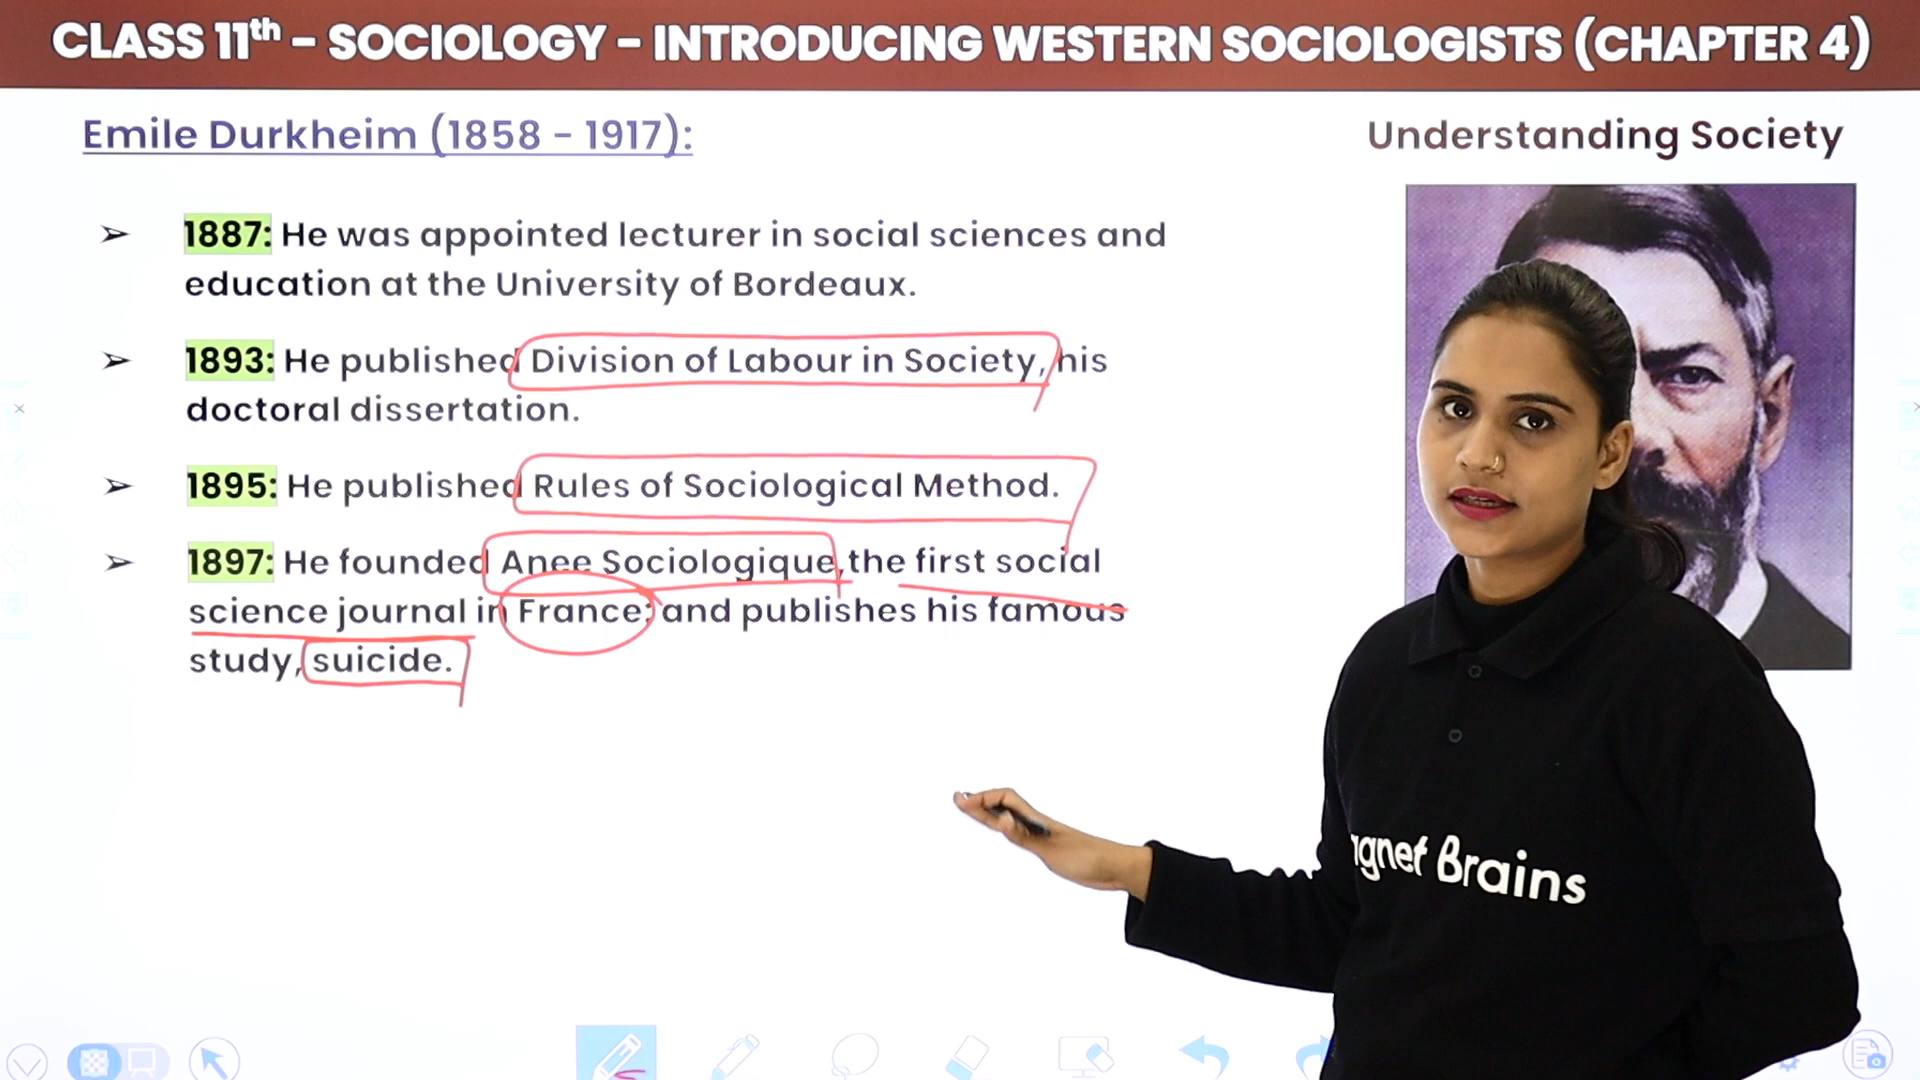 CLASS 11th - SOCIOLOGY - INTRODUCING WESTERN SOCIOLOGISTS (CHAPTER 4)
Emile Durkheim (1858 - 1917):
Understanding Society
➢ 1887: He was appointed lecturer in social sciences and
education at the University of Bordeaux.
➢ 1893: He published Division of Labour in Society, his
doctoral dissertation.
➢ 1895: He published Rules of Sociological Method.
➢ 1897: He founded Anee Sociologique, the first social
science journal in France; and publishes his famous
study, suicide.
agnet Brains